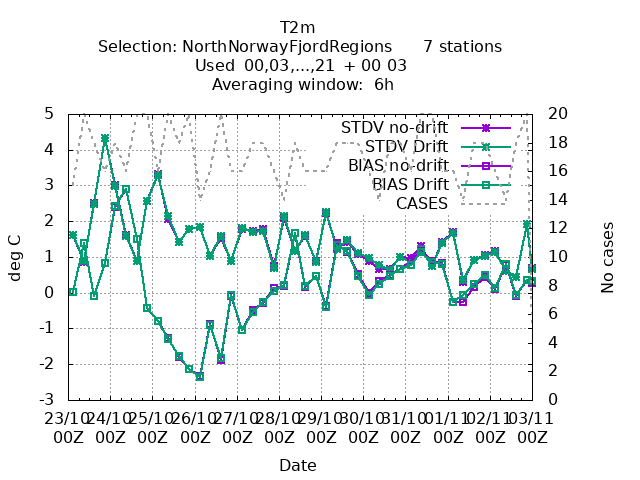 T2m
Selection: NorthNorwayFjordRegions 7 stations
Used 00,03,...,21 + 00 03
Averaging window: 6h
STDV no-drift
STDV Drift
BIAS no-drift
BIAS Drift
CASES
5
4
3
2
1
0
-1
-2
-3
deg C
20
18
16
14
12
10
8
6
4
2
0
No cases
23/10 24/10 25/10 26/10 27/10 28/10 29/10 30/10 31/10 01/11 02/11 03/11
00Z 00Z 00Z 00Z 00Z 00Z 00Z 00Z 00Z 00Z 00Z 00Z
Date